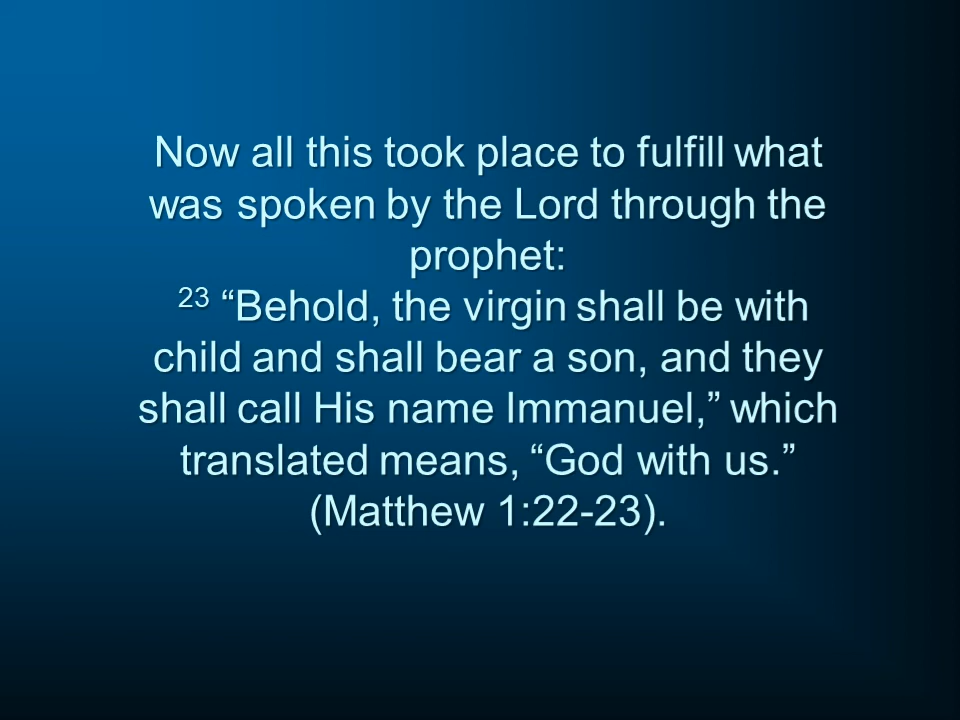 Now all this took place to fulfill what
was spoken by the Lord through the
prophet:
23 “Behold, the virgin shall be with
child and shall bear a son, and they
shall call His name Immanuel,” which
translated means, “God with us.”
(Matthew 1:22-23).